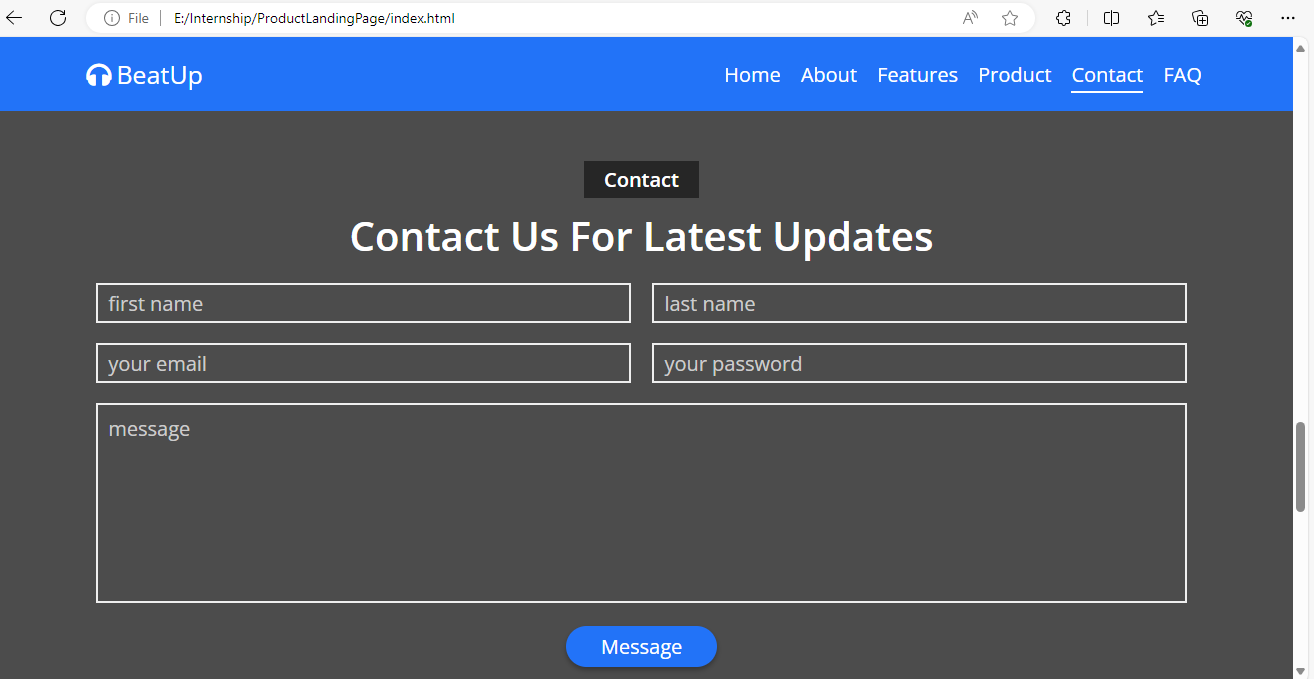 File E:/Internship/ProductLandingPage/index.html
BeatUp Home About Features Product Contact FAQ
Contact
Contact Us For Latest Updates
first name last name
your email your password
message
Message